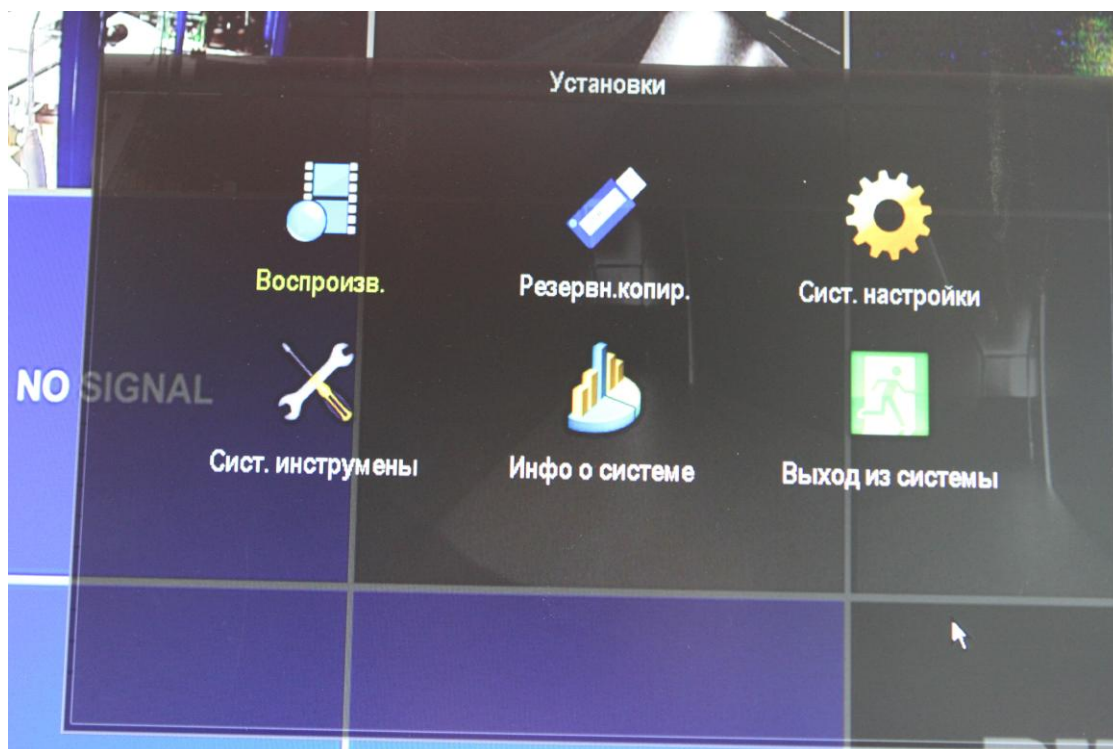 Установки
Воспроизв.
Резервн.копир.
Сист. настройки
NO SIGNAL
Сист. инструмены
Инфо о системе
Выход из системы